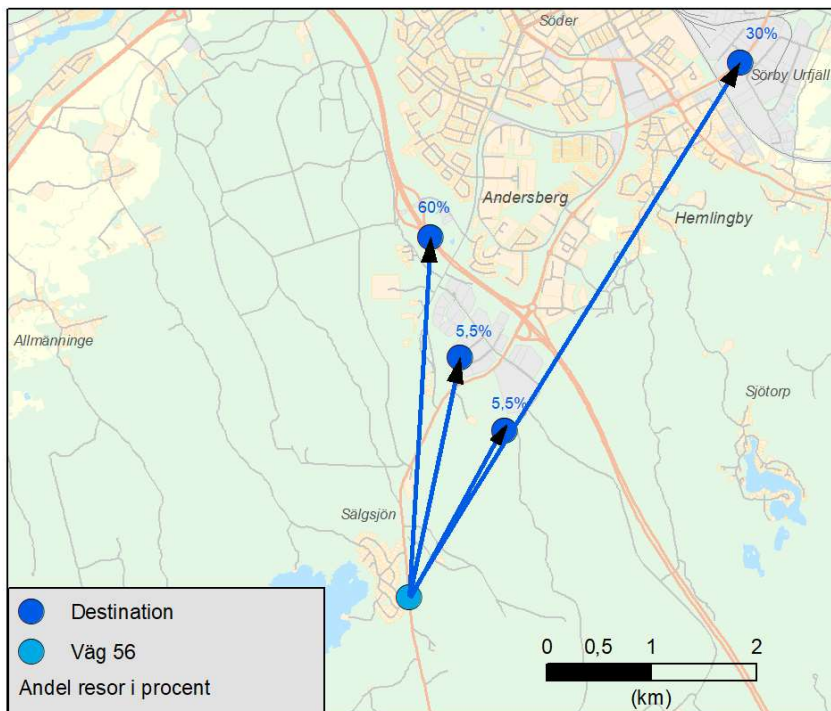 Söder
30%
Sörby Urfjäll
Andersberg
60%
Hemlingby
Allmänninge
5,5%
Sjötorp
5,5%
Sälgsjön
Destination
Väg 56
Andel resor i procent
0 0,5 1 2
(km)